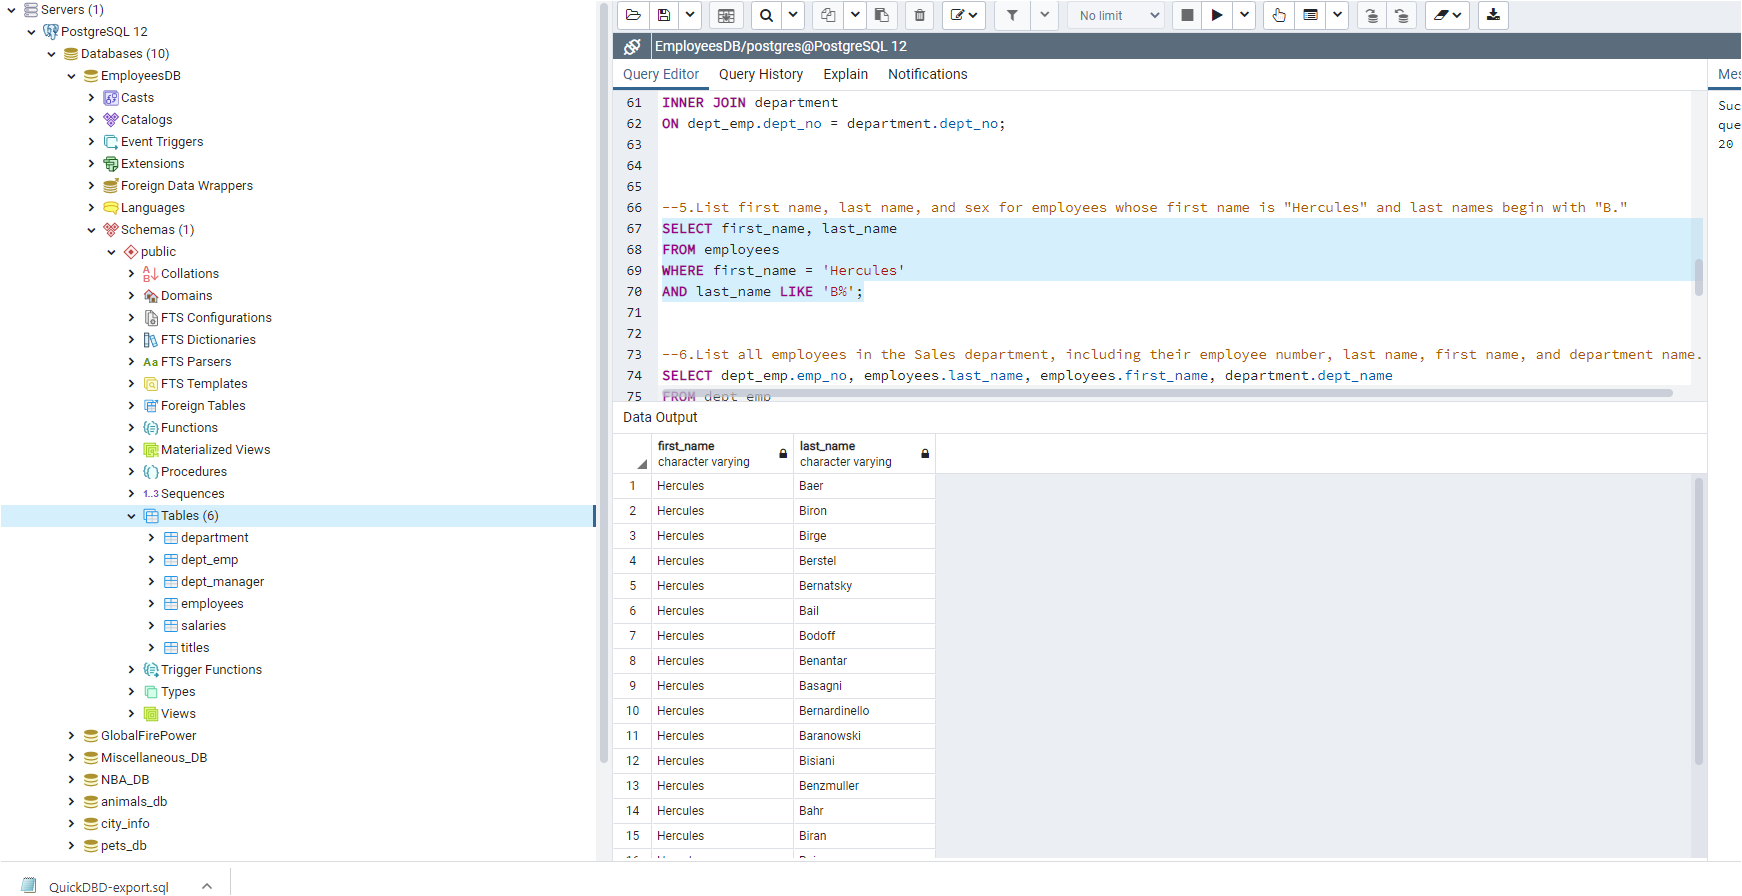 Servers (1)
PostgreSQL 12
Databases (10)
EmployeesDB
Casts
Catalogs
Event Triggers
Extensions
Foreign Data Wrappers
Languages
Schemas (1)
public
Collations
Domains
FTS Configurations
FTS Dictionaries
Aa FTS Parsers
FTS Templates
Foreign Tables
Functions
Materialized Views
Procedures
1..3 Sequences
Tables (6)
department
dept_emp
dept_manager
employees
salaries
titles
Trigger Functions
Types
Views
GlobalFirePower
Miscellaneous_DB
NBA_DB
animals_db
city_info
pets_db
QuickDBD-export.sql
No limit
EmployeesDB/postgres@PostgreSQL 12
Query Editor Query History Explain Notifications
61 INNER JOIN department
62 ON dept_emp.dept_no = department.dept_no;
63
64
65
66 --5.List first name, last name, and sex for employees whose first name is "Hercules" and last names begin with "B."
67 SELECT first_name, last_name
68 FROM employees
69 WHERE first_name = 'Hercules'
70 AND last_name LIKE 'B%';
71
72
73 --6.List all employees in the Sales department, including their employee number, last name, first name, and department name.
74 SELECT dept_emp.emp_no, employees.last_name, employees.first_name, department.dept_name
75 FROM dept_emp
Data Output
first_name last_name
character varying character varying
1 Hercules Baer
2 Hercules Biron
3 Hercules Birge
4 Hercules Berstel
5 Hercules Bernatsky
6 Hercules Bail
7 Hercules Bodoff
8 Hercules Benantar
9 Hercules Basagni
10 Hercules Bernardinello
11 Hercules Baranowski
12 Hercules Bisiani
13 Hercules Benzmuller
14 Hercules Bahr
15 Hercules Biran
Mes
Suc
que
20